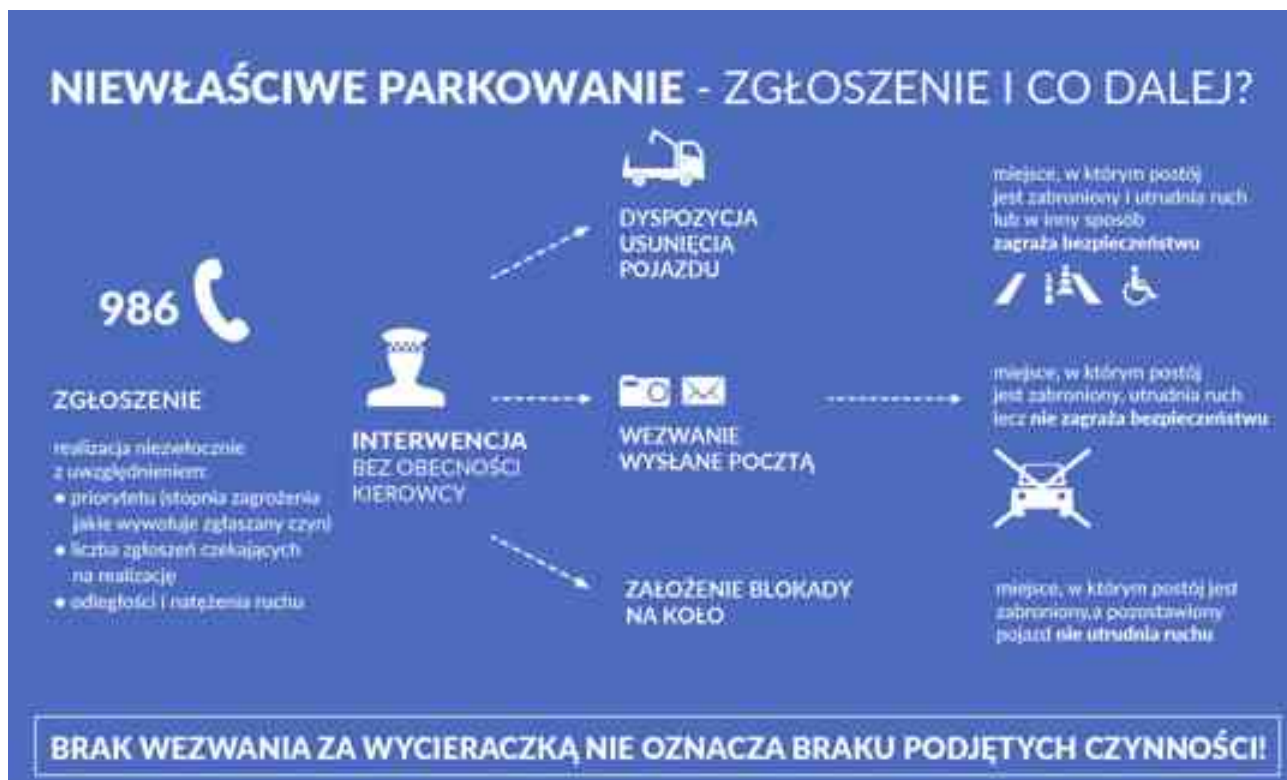 NIEWŁAŚCIWE PARKOWANIE - ZGŁOSZENIE I CO DALEJ?
986
ZGŁOSZENIE
realizacja niezwłocznie
z uwzględnieniem:
• priorytetu (stopnia zagrożenia
jakie wywołuje zgłaszany czyn)
• liczba zgłoszeń czekających
na realizację
• odległości i natężenia ruchu
INTERWENCJA
BEZ OBECNOŚCI
KIEROWCY
DYSPOZYCJA
USUNIĘCIA
POJAZDU
miejsce, w którym postój
jest zabroniony i utrudnia ruch
lub w inny sposób
zagraża bezpieczeństwu
WEZWANIE
WYSŁANE POCZTĄ
miejsce, w którym postój
jest zabroniony, utrudnia ruch
lecz nie zagraża bezpieczeństwu
ZAŁOŻENIE BLOKADY
NA KOŁO
miejsce, w którym postój jest
zabroniony,a pozostawiony
pojazd nie utrudnia ruchu
BRAK WEZWANIA ZA WYCIERACZKĄ NIE OZNACZA BRAKU PODJĘTYCH CZYNNOŚCI!